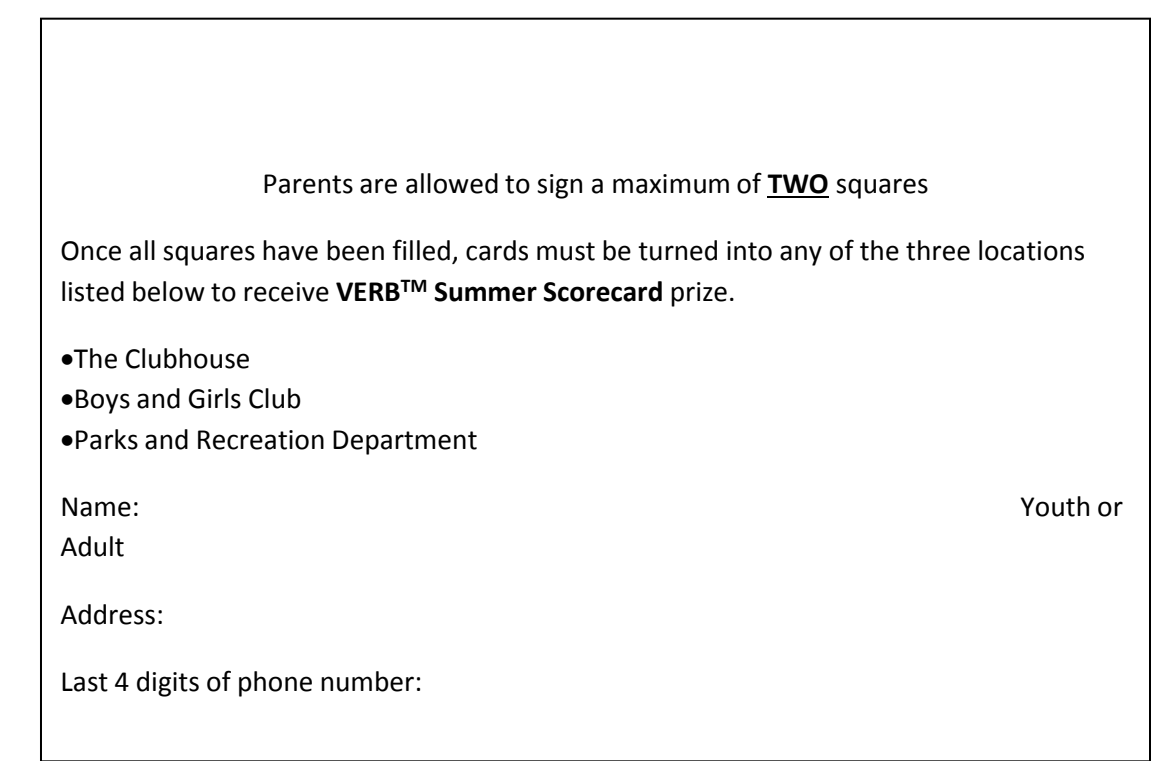 Parents are allowed to sign a maximum of TWO squares
Once all squares have been filled, cards must be turned into any of the three locations
listed below to receive VERB™ Summer Scorecard prize.
•The Clubhouse
•Boys and Girls Club
•Parks and Recreation Department
Name: Youth or
Adult
Address:
Last 4 digits of phone number: